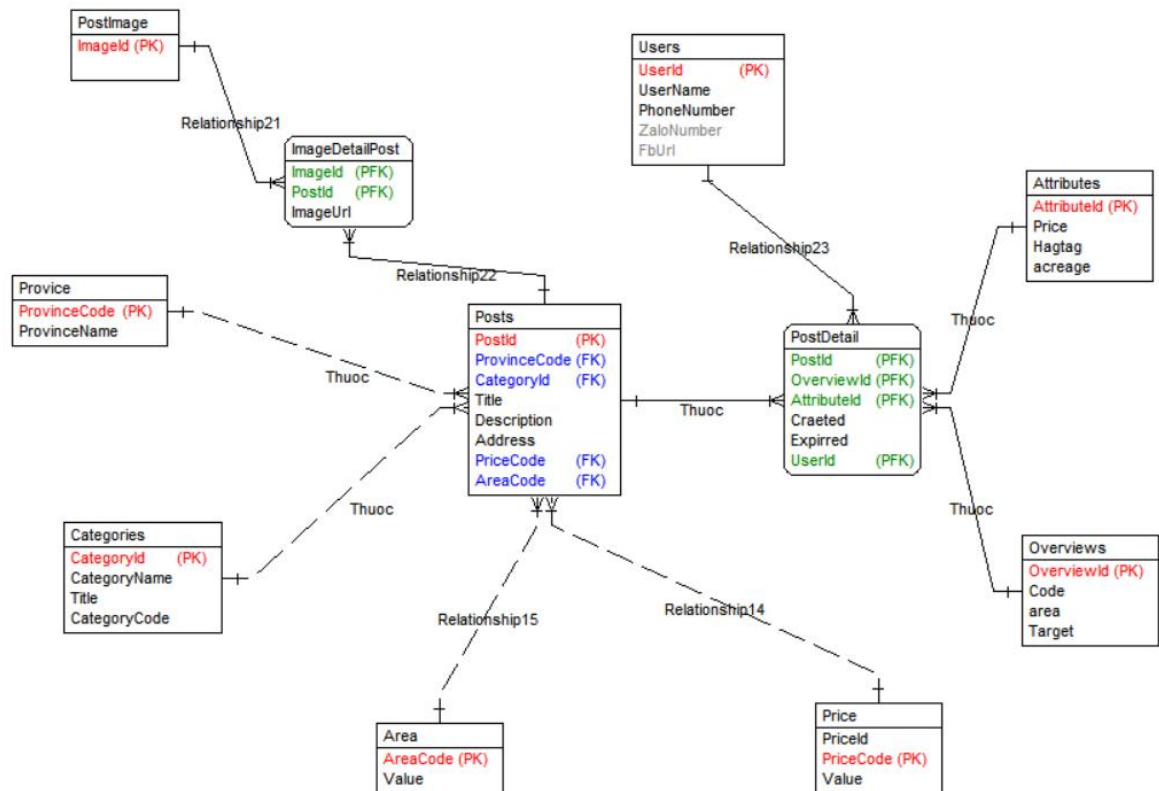 PostImage
ImageId (PK)
Relationship21
ImageDetailPost
ImageId (PFK)
PostId (PFK)
ImageUrl
Relationship22
Users
UserId (PK)
UserName
PhoneNumber
ZaloNumber
FbUrl
Relationship23
Attributes
AttributeId (PK)
Price
Hagtag
acreage
Thuoc
Provice
ProvinceCode (PK)
ProvinceName
Thuoc
Posts
PostId (PK)
ProvinceCode (FK)
CategoryId (FK)
Title
Description
Address
PriceCode (FK)
AreaCode (FK)
Thuoc
PostDetail
PostId (PFK)
OverviewId (PFK)
AttributeId (PFK)
Craeted
Expirred
UserId (PFK)
Thuoc
Thuoc
Categories
CategoryId (PK)
CategoryName
Title
CategoryCode
Overviews
OverviewId (PK)
Code
area
Target
Relationship15
Relationship14
Area
AreaCode (PK)
Value
Price
PriceId
PriceCode (PK)
Value